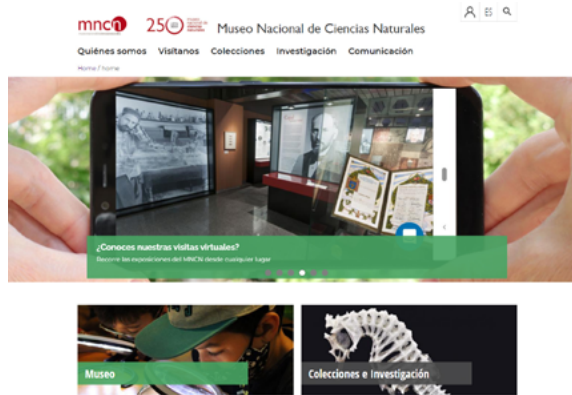 mncn
250
Museo Nacional de Ciencias Naturales
ES
Quiénes somos Visítanos Colecciones Investigación Comunicación
Home / home
¿Conoces nuestras visitas virtuales?
Recorre las exposiciones del MNCN desde cualquier lugar
Museo
Colecciones e Investigación